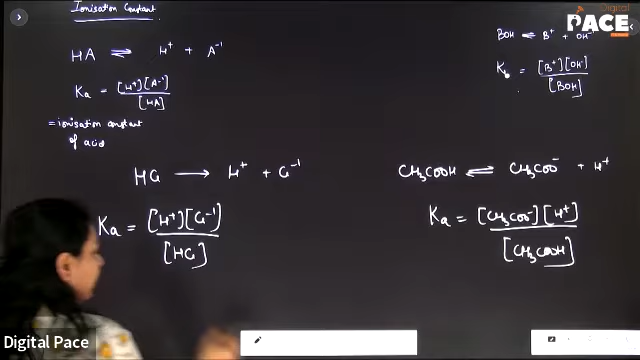 Ionisation Constant
HA ⇌ H⁺ + A⁻¹
Ka = [H⁺][A⁻¹] / [HA]
= ionisation constant
of acid
BOH ⇌ B⁺ + OH⁻
Kb = [B⁺][OH⁻] / [BOH]
HCl → H⁺ + Cl⁻¹
Ka = [H⁺][Cl⁻¹] / [HCl]
CH₃COOH ⇌ CH₃COO⁻ + H⁺
Ka = [CH₃COO⁻][H⁺] / [CH₃COOH]
Digital
PACE
Digital Pace